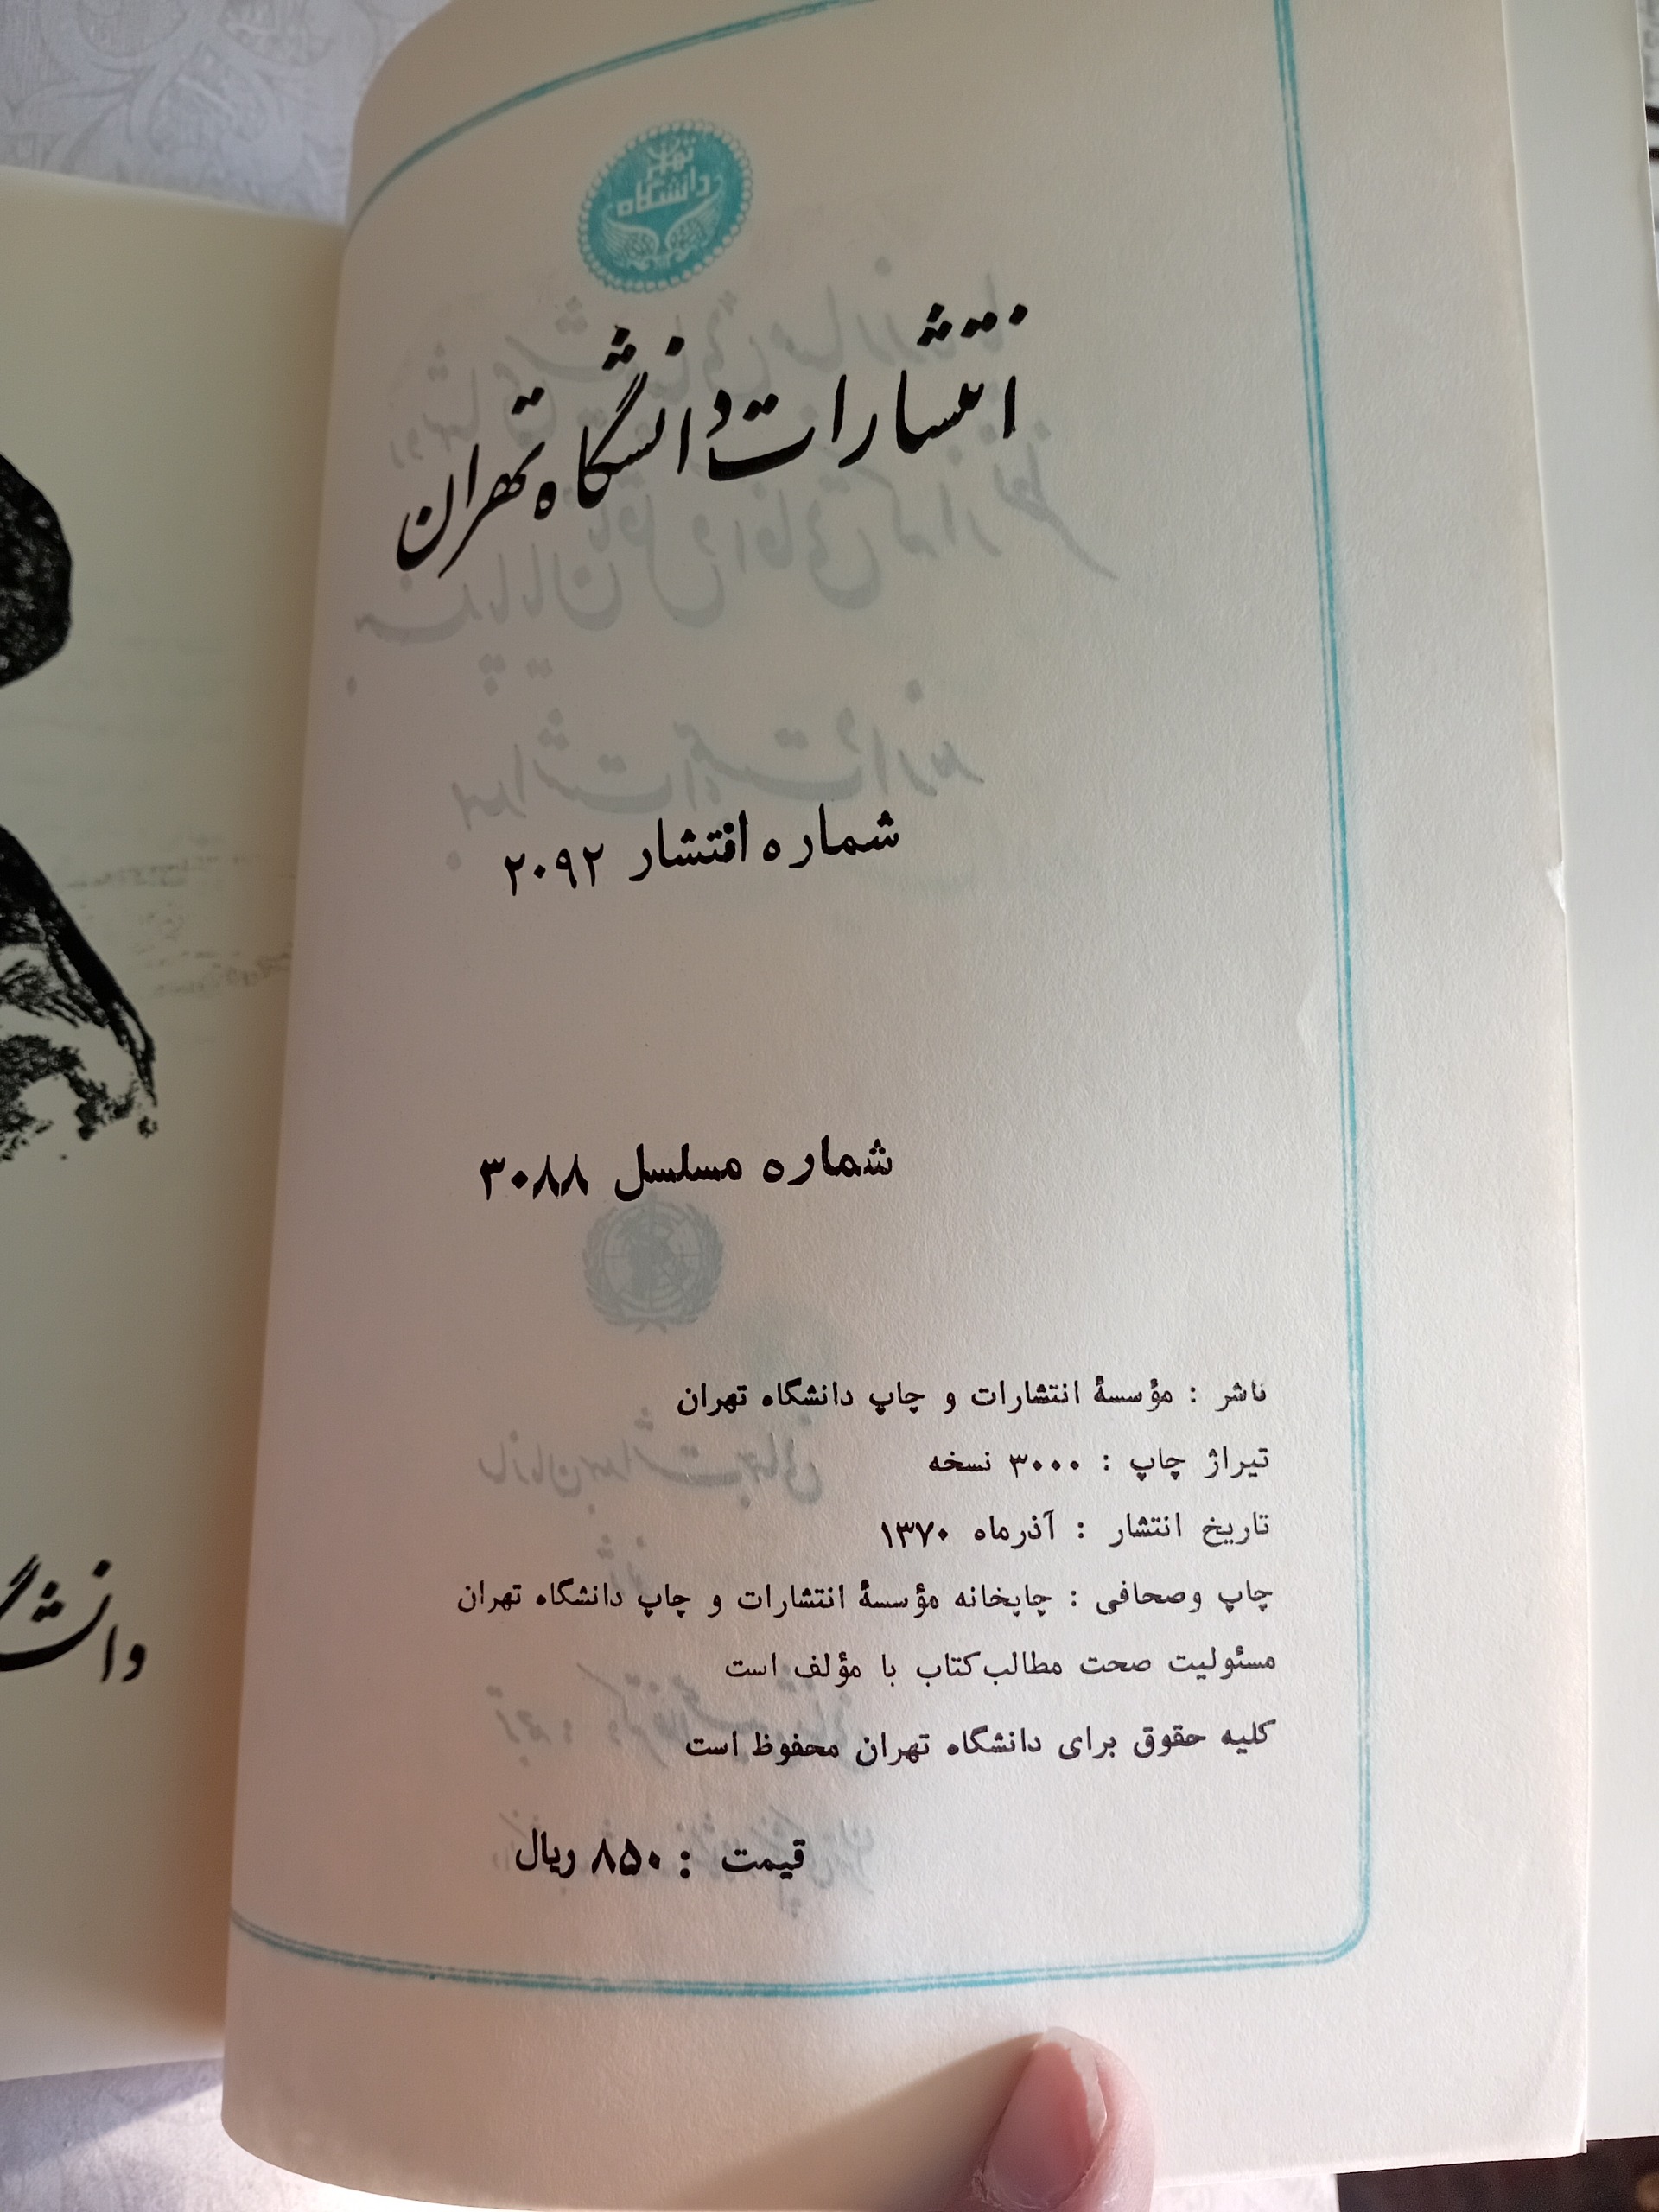 تهران
دانشگاه
انتشارات دانشگاه تهران
شماره انتشار ۲۰۹۲
شماره مسلسل ۳۰۸۸
ناشر : مؤسسهٔ انتشارات و چاپ دانشگاه تهران
تیراژ چاپ : ۳۰۰۰ نسخه
تاریخ انتشار : آذرماه ۱۳۷۰
چاپ وصحافی : چاپخانه مؤسسهٔ انتشارات و چاپ دانشگاه تهران
مسئولیت صحت مطالب کتاب با مؤلف است
کلیه حقوق برای دانشگاه تهران محفوظ است
قیمت : ۸۵۰ ریال